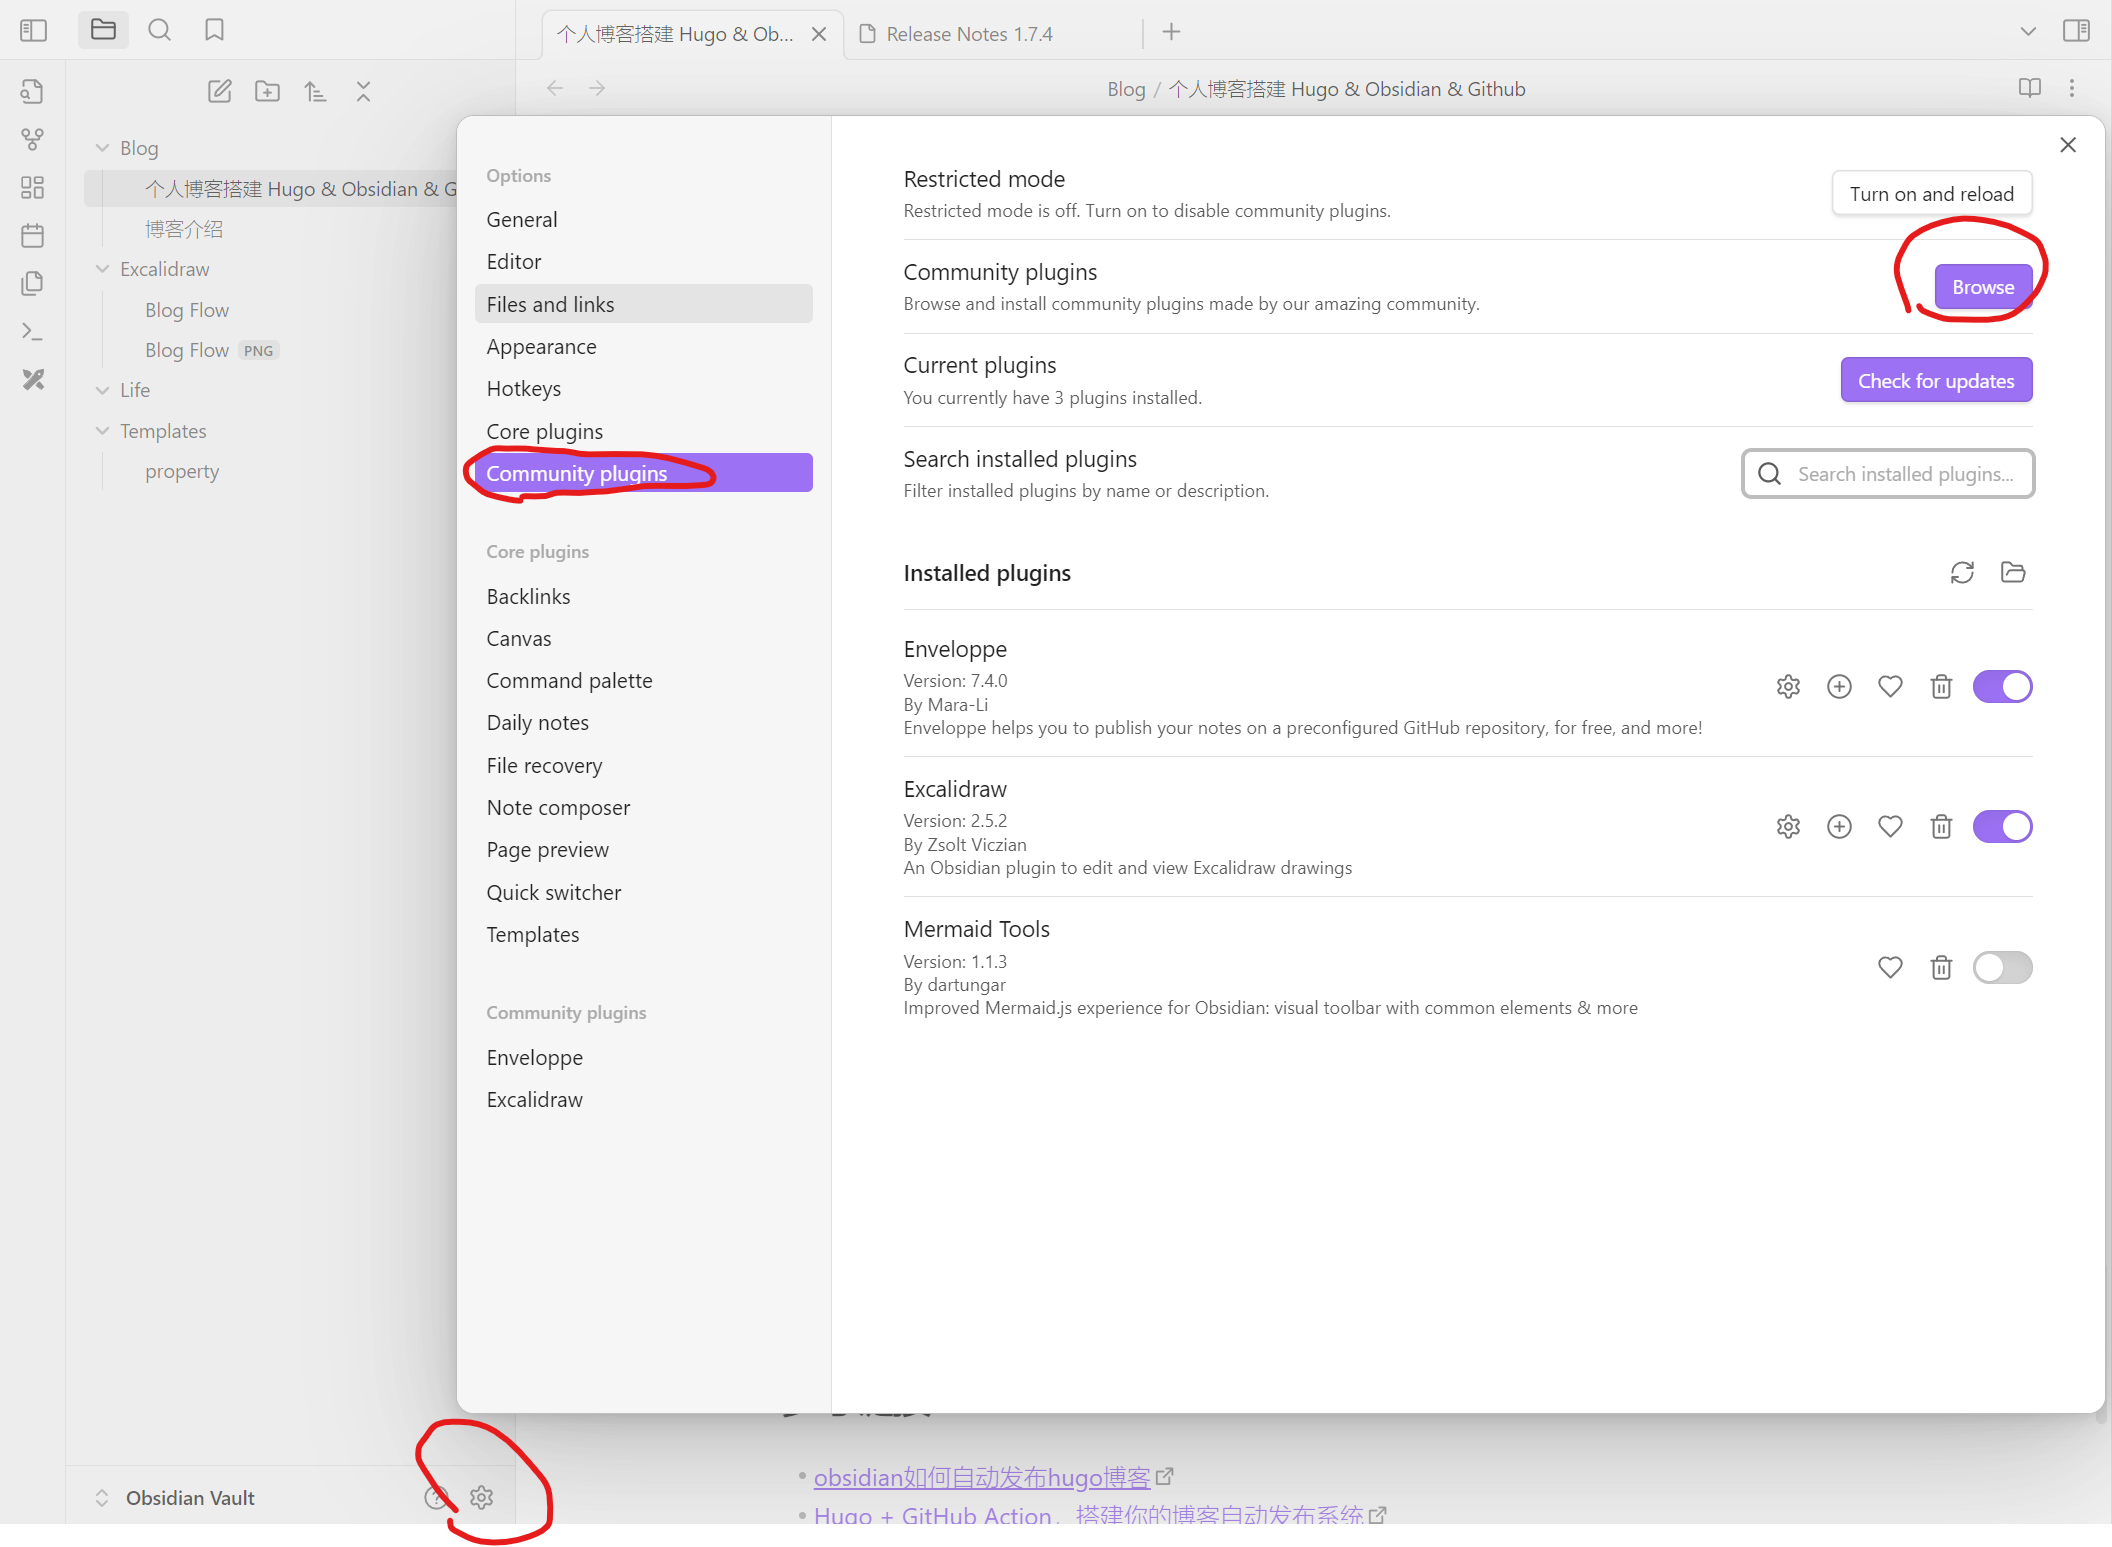 个人博客搭建 Hugo & Ob...
Release Notes 1.7.4
Blog / 个人博客搭建 Hugo & Obsidian & Github
Blog
个人博客搭建 Hugo & Obsidian & G
博客介绍
Excalidraw
Blog Flow
Blog Flow PNG
Life
Templates
property
Obsidian Vault
Options
General
Editor
Files and links
Appearance
Hotkeys
Core plugins
Community plugins
Core plugins
Backlinks
Canvas
Command palette
Daily notes
File recovery
Note composer
Page preview
Quick switcher
Templates
Community plugins
Enveloppe
Excalidraw
Restricted mode
Restricted mode is off. Turn on to disable community plugins.
Turn on and reload
Community plugins
Browse and install community plugins made by our amazing community.
Browse
Current plugins
You currently have 3 plugins installed.
Check for updates
Search installed plugins
Filter installed plugins by name or description.
Search installed plugins...
Installed plugins
Enveloppe
Version: 7.4.0
By Mara-Li
Enveloppe helps you to publish your notes on a preconfigured GitHub repository, for free, and more!
Excalidraw
Version: 2.5.2
By Zsolt Viczian
An Obsidian plugin to edit and view Excalidraw drawings
Mermaid Tools
Version: 1.1.3
By dartungar
Improved Mermaid.js experience for Obsidian: visual toolbar with common elements & more
obsidian如何自动发布hugo博客
Hugo + GitHub Action，搭建你的博客自动发布系统